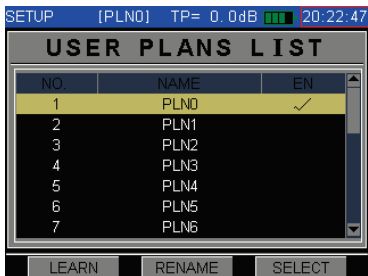 SETUP [PLN0] TP= 0.0dB 20:22:47
USER PLANS LIST
NO. NAME EN
1 PLN0 ✓
2 PLN1
3 PLN2
4 PLN3
5 PLN4
6 PLN5
7 PLN6
LEARN RENAME SELECT